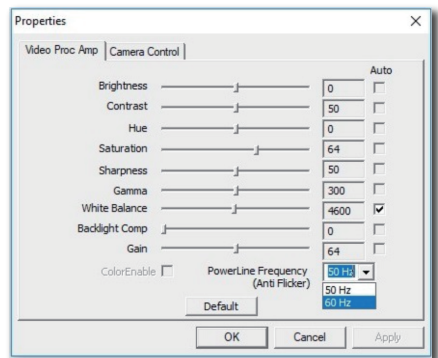 Properties
Video Proc Amp Camera Control
Auto
Brightness 0
Contrast 50
Hue 0
Saturation 64
Sharpness 50
Gamma 300
White Balance 4600
Backlight Comp 0
Gain 64
ColorEnable PowerLine Frequency 50 Hz
(Anti Flicker)
50 Hz
60 Hz
Default
OK Cancel Apply